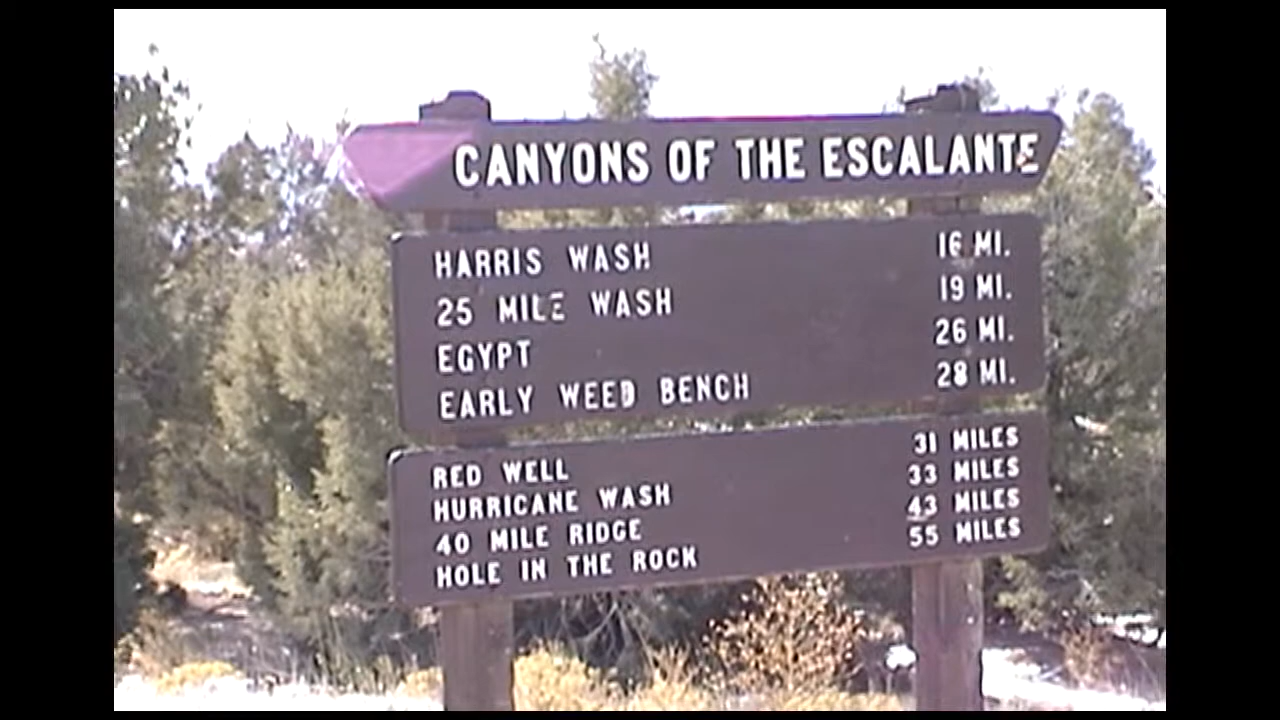 CANYONS OF THE ESCALANTE
HARRIS WASH 16 MI.
25 MILE WASH 19 MI.
EGYPT 26 MI.
EARLY WEED BENCH 28 MI.
RED WELL 31 MILES
HURRICANE WASH 33 MILES
40 MILE RIDGE 43 MILES
HOLE IN THE ROCK 55 MILES